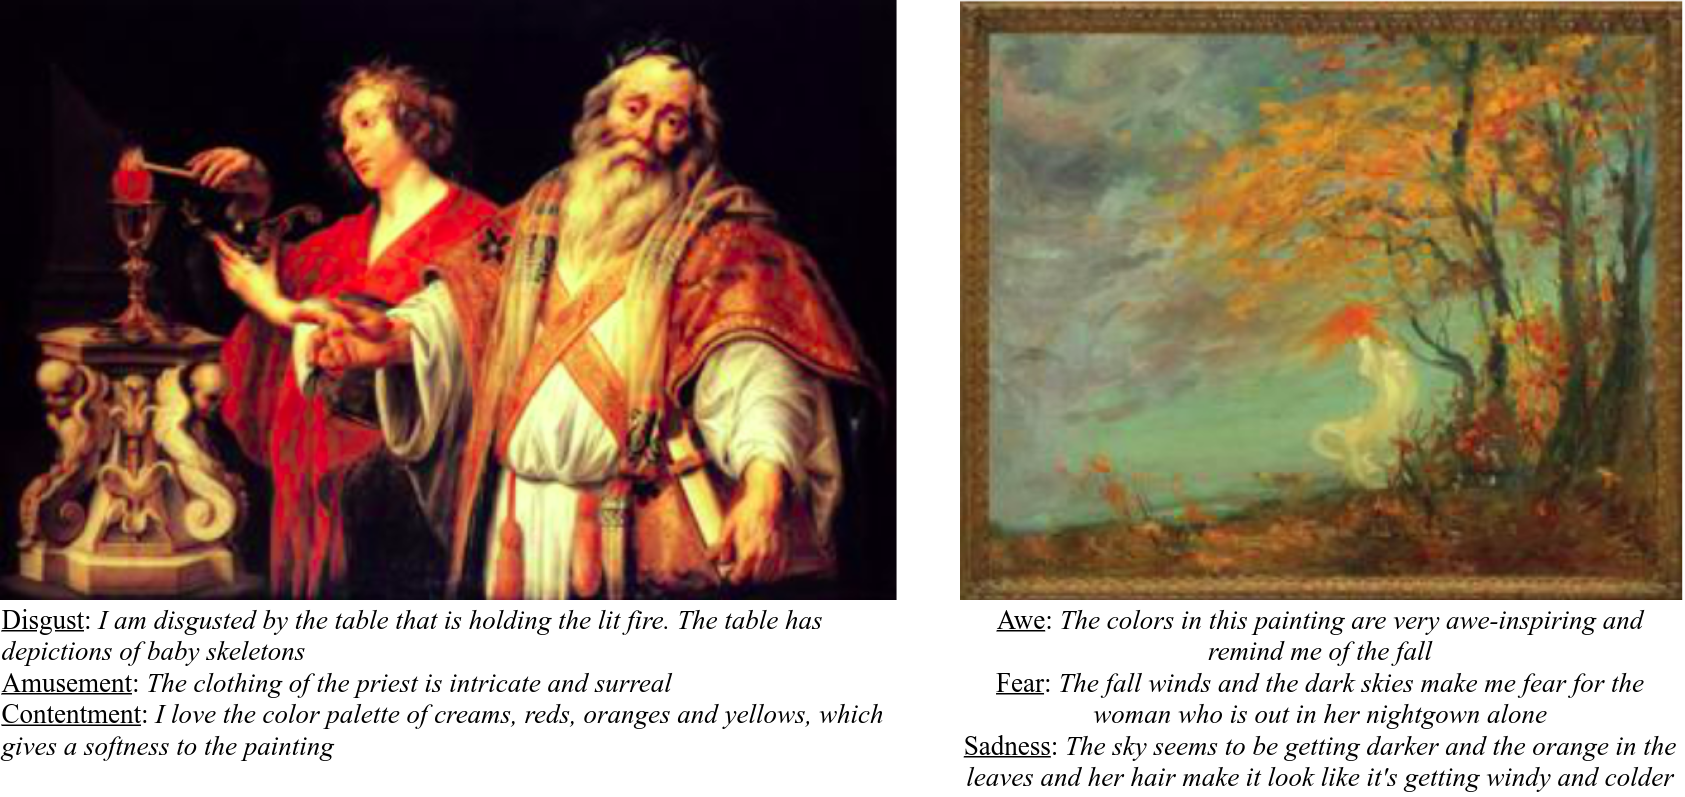 Disgust: I am disgusted by the table that is holding the lit fire. The table has
depictions of baby skeletons
Amusement: The clothing of the priest is intricate and surreal
Contentment: I love the color palette of creams, reds, oranges and yellows, which
gives a softness to the painting
Awe: The colors in this painting are very awe-inspiring and
remind me of the fall
Fear: The fall winds and the dark skies make me fear for the
woman who is out in her nightgown alone
Sadness: The sky seems to be getting darker and the orange in the
leaves and her hair make it look like it's getting windy and colder